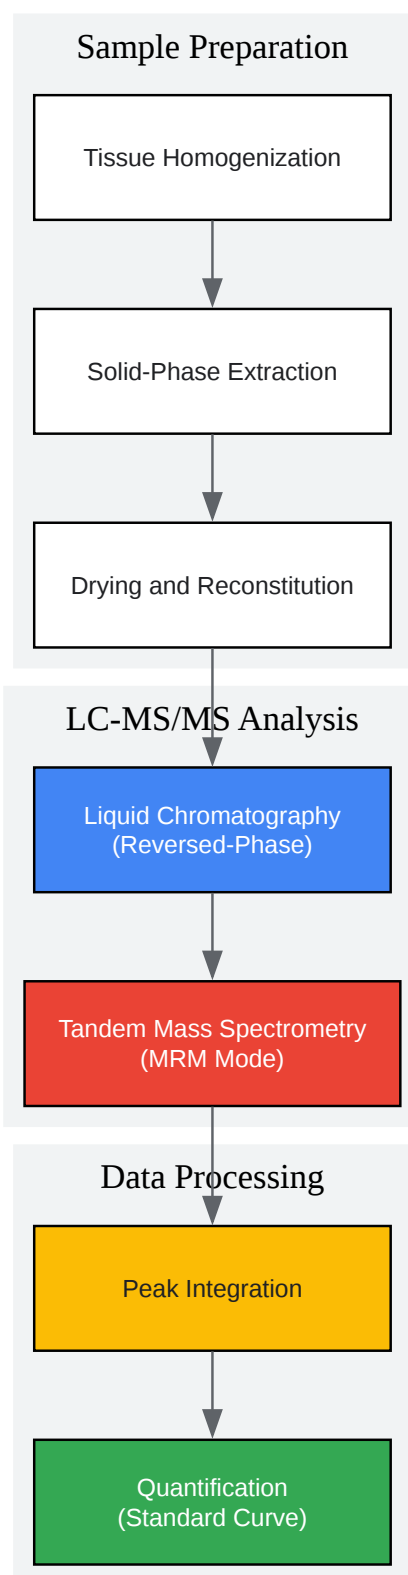 Sample Preparation
Tissue Homogenization
Solid-Phase Extraction
Drying and Reconstitution
LC-MS/MS Analysis
Liquid Chromatography
(Reversed-Phase)
Tandem Mass Spectrometry
(MRM Mode)
Data Processing
Peak Integration
Quantification
(Standard Curve)